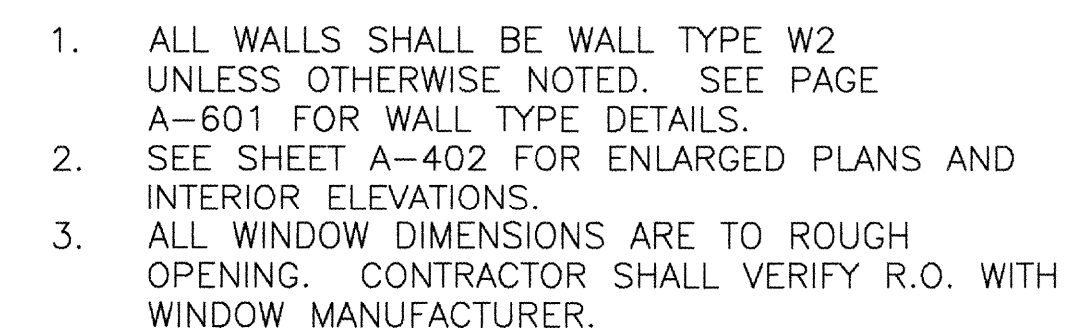 1. ALL WALLS SHALL BE WALL TYPE W2
UNLESS OTHERWISE NOTED. SEE PAGE
A-601 FOR WALL TYPE DETAILS.
2. SEE SHEET A-402 FOR ENLARGED PLANS AND
INTERIOR ELEVATIONS.
3. ALL WINDOW DIMENSIONS ARE TO ROUGH
OPENING. CONTRACTOR SHALL VERIFY R.O. WITH
WINDOW MANUFACTURER.